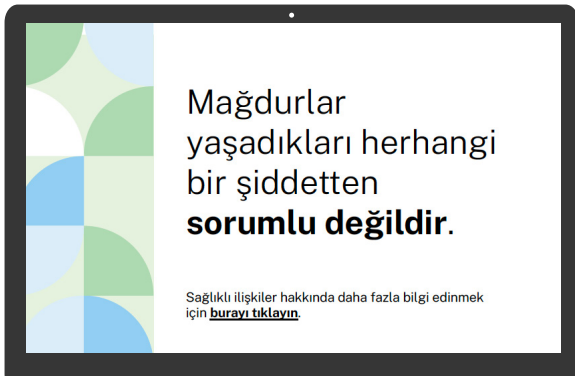 Mağdurlar
yaşadıkları herhangi
bir şiddetten
sorumlu değildir.
Sağlıklı ilişkiler hakkında daha fazla bilgi edinmek
için burayı tıklayın.